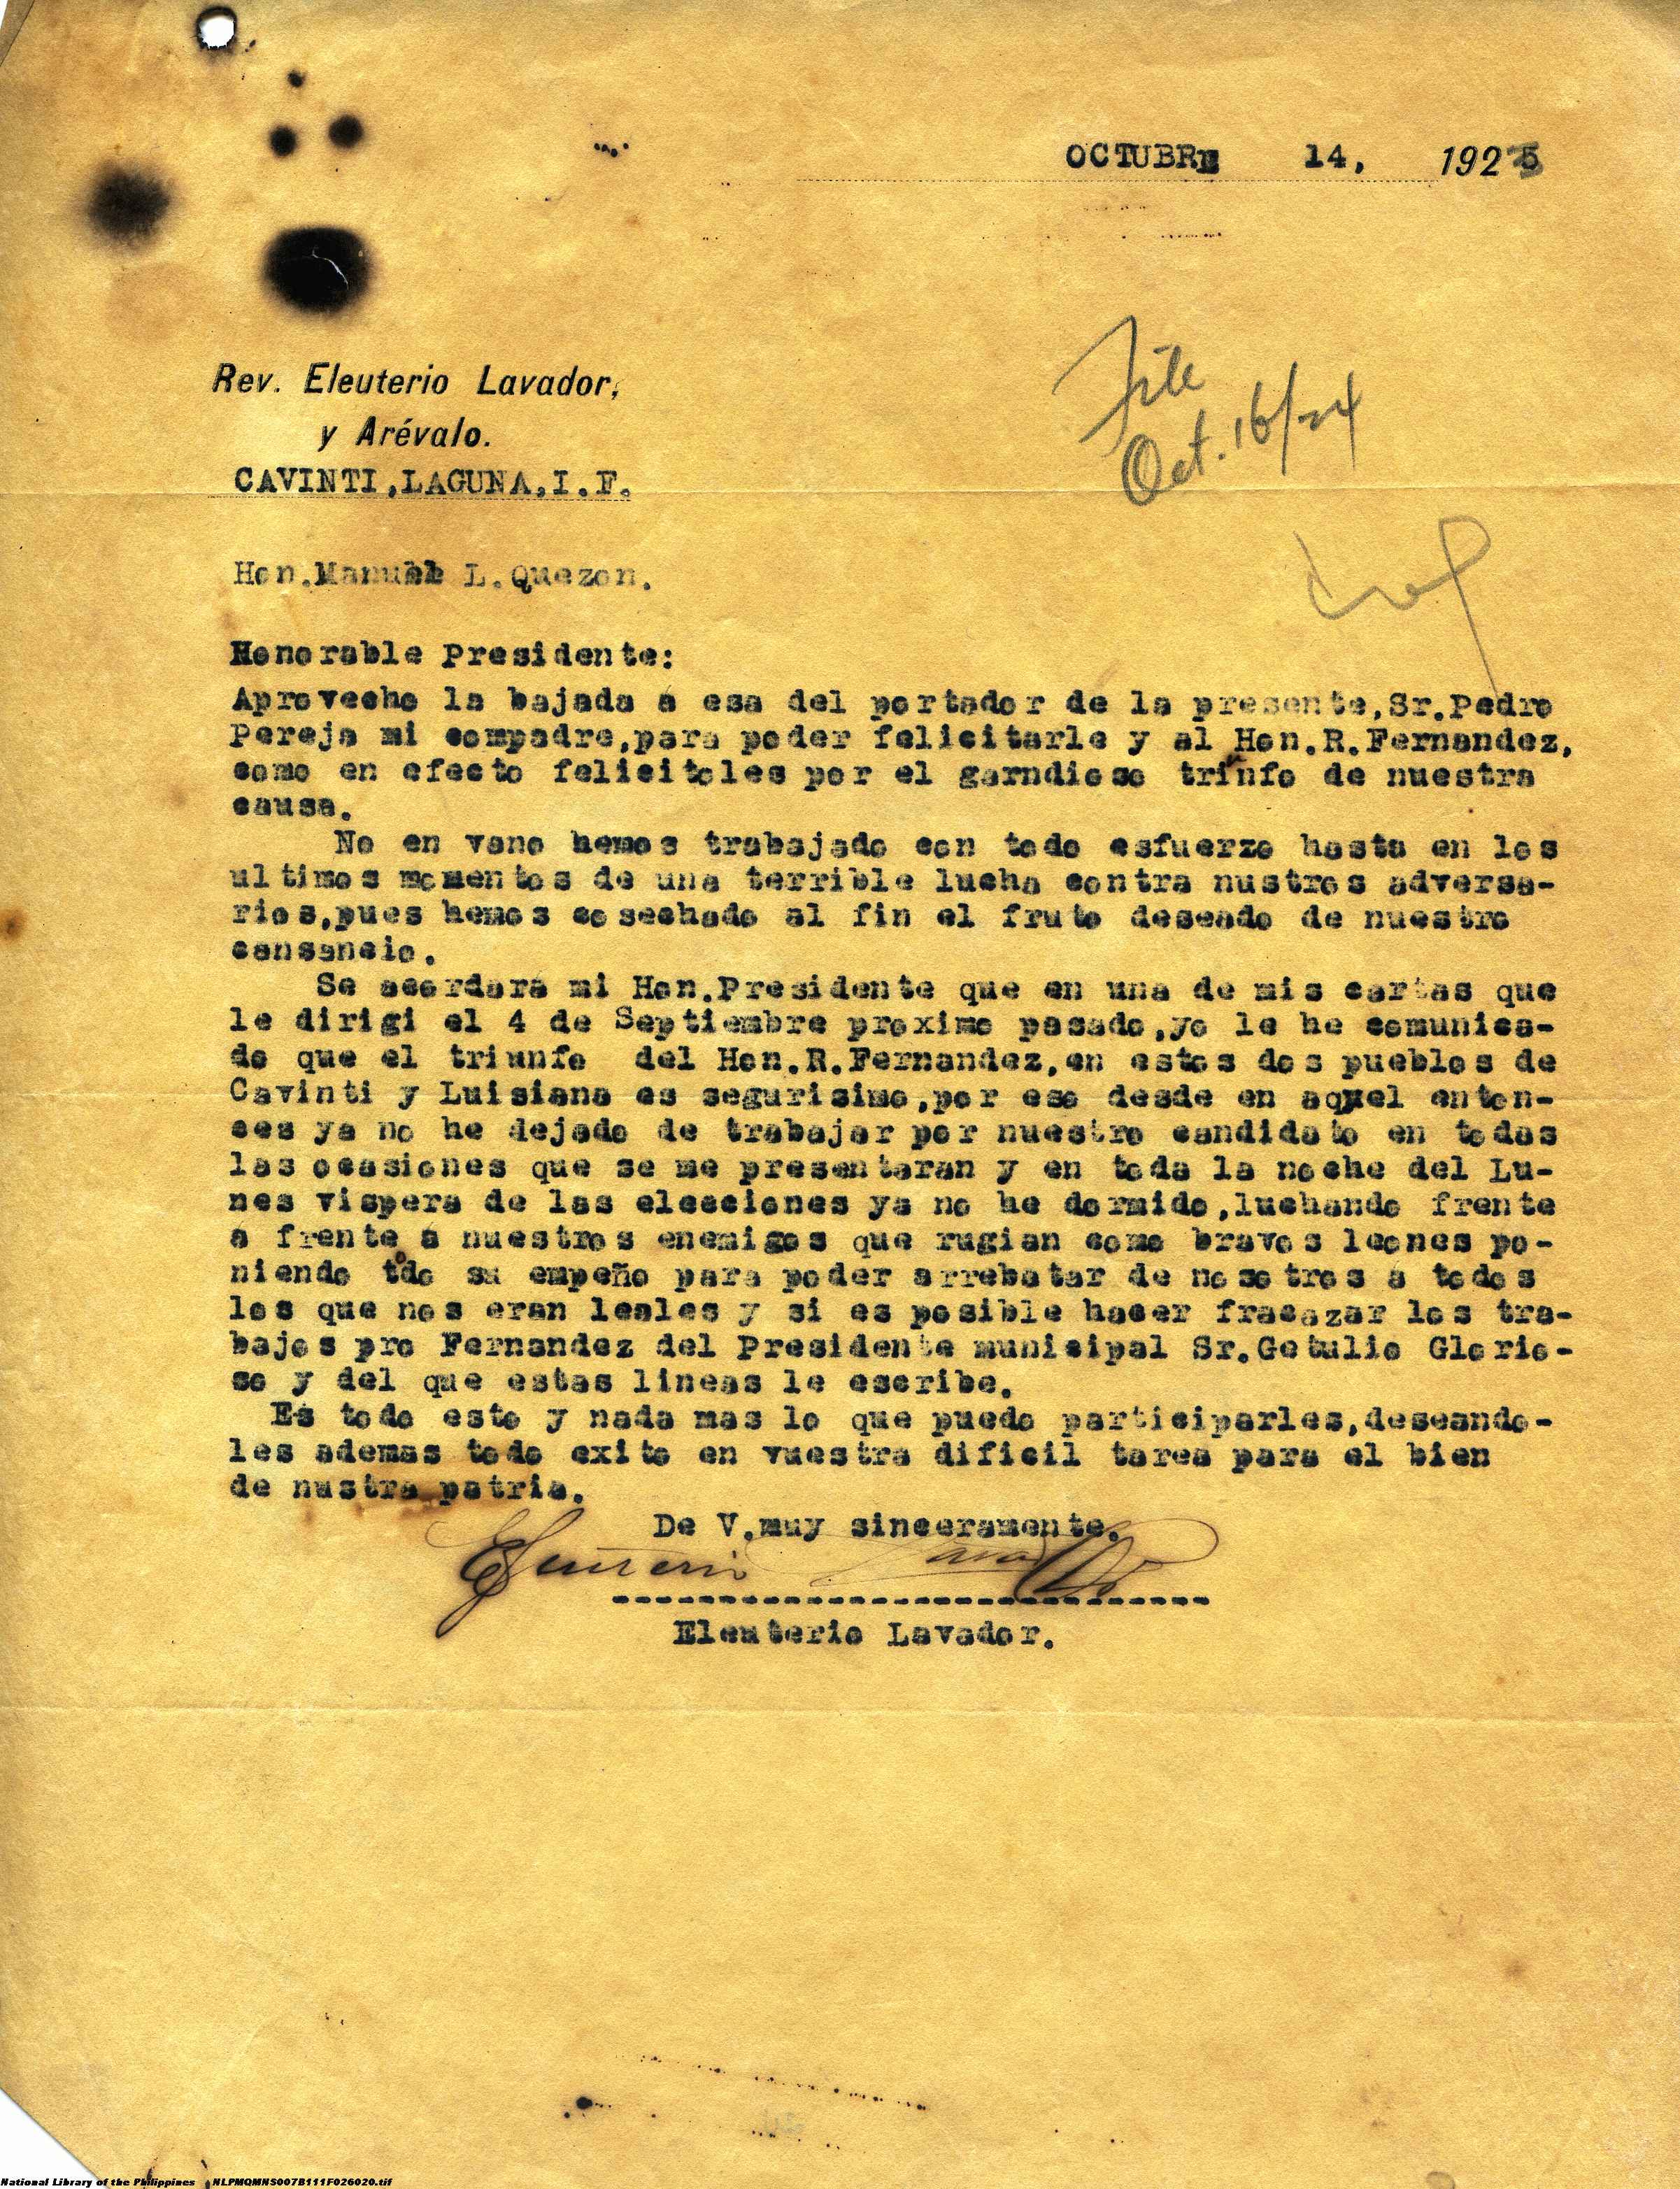 OCTUBRE 14, 1923
File
Oct. 16/24
Rev. Eleuterio Lavador,
y Arévalo.
CAVINTI,LAGUNA,I.F.
Hon.Manuel L.Quezon.
Honorable Presidente:
Aprovecho la bajada á esa del portador de la presente,Sr.Pedro
Pereja mi compadre,para poder felicitarle y al Hon.R.Fernandez,
como en efecto felicitoles por el garndioso triunfo de nuestra
causa.
No en vano hemos trabajado con todo esfuerzo hasta en los
ultimos momentos de una terrible lucha contra nustros adversa-
rios,pues hemos cosechado al fin el fruto deseado de nuestro
cansancio.
Se acordará mi Hon.Presidente que en una de mis cartas que
le dirigi el 4 de Septiembre proximo pasado,yo le he comunica-
do que el triunfo del Hon.R.Fernandez,en estos dos pueblos de
Cavinti y Luisiana es segurisimo,por eso desde en aquel enton-
ses ya no he dejado de trabajar por nuestro candidato en todas
las ocasiones que se me presentaran y en toda la noche del Lu-
nes vispera de las elecciones ya no he dormido,luchando frente
á frente á nuestros enemigos que rugian como bravos leones po-
niendo todo su empeño para poder arrebatar de nosotros á todos
los que nos eran leales y si es posible hacer fracazar los tra-
bajos pro Fernandez del Presidente municipal Sr.Getulio Glorio-
so y del que estas lineas le escribe.
Es todo esto y nada mas lo que puedo participarles,deseando-
les ademas todo exito en vuestra dificil tarea para el bien
de nustra patria.
De V.muy sinceramente.
Eleuterio Lavador
Eleuterio Lavador.
National Library of the Philippines NLPMQMNS007B111F026020.tif